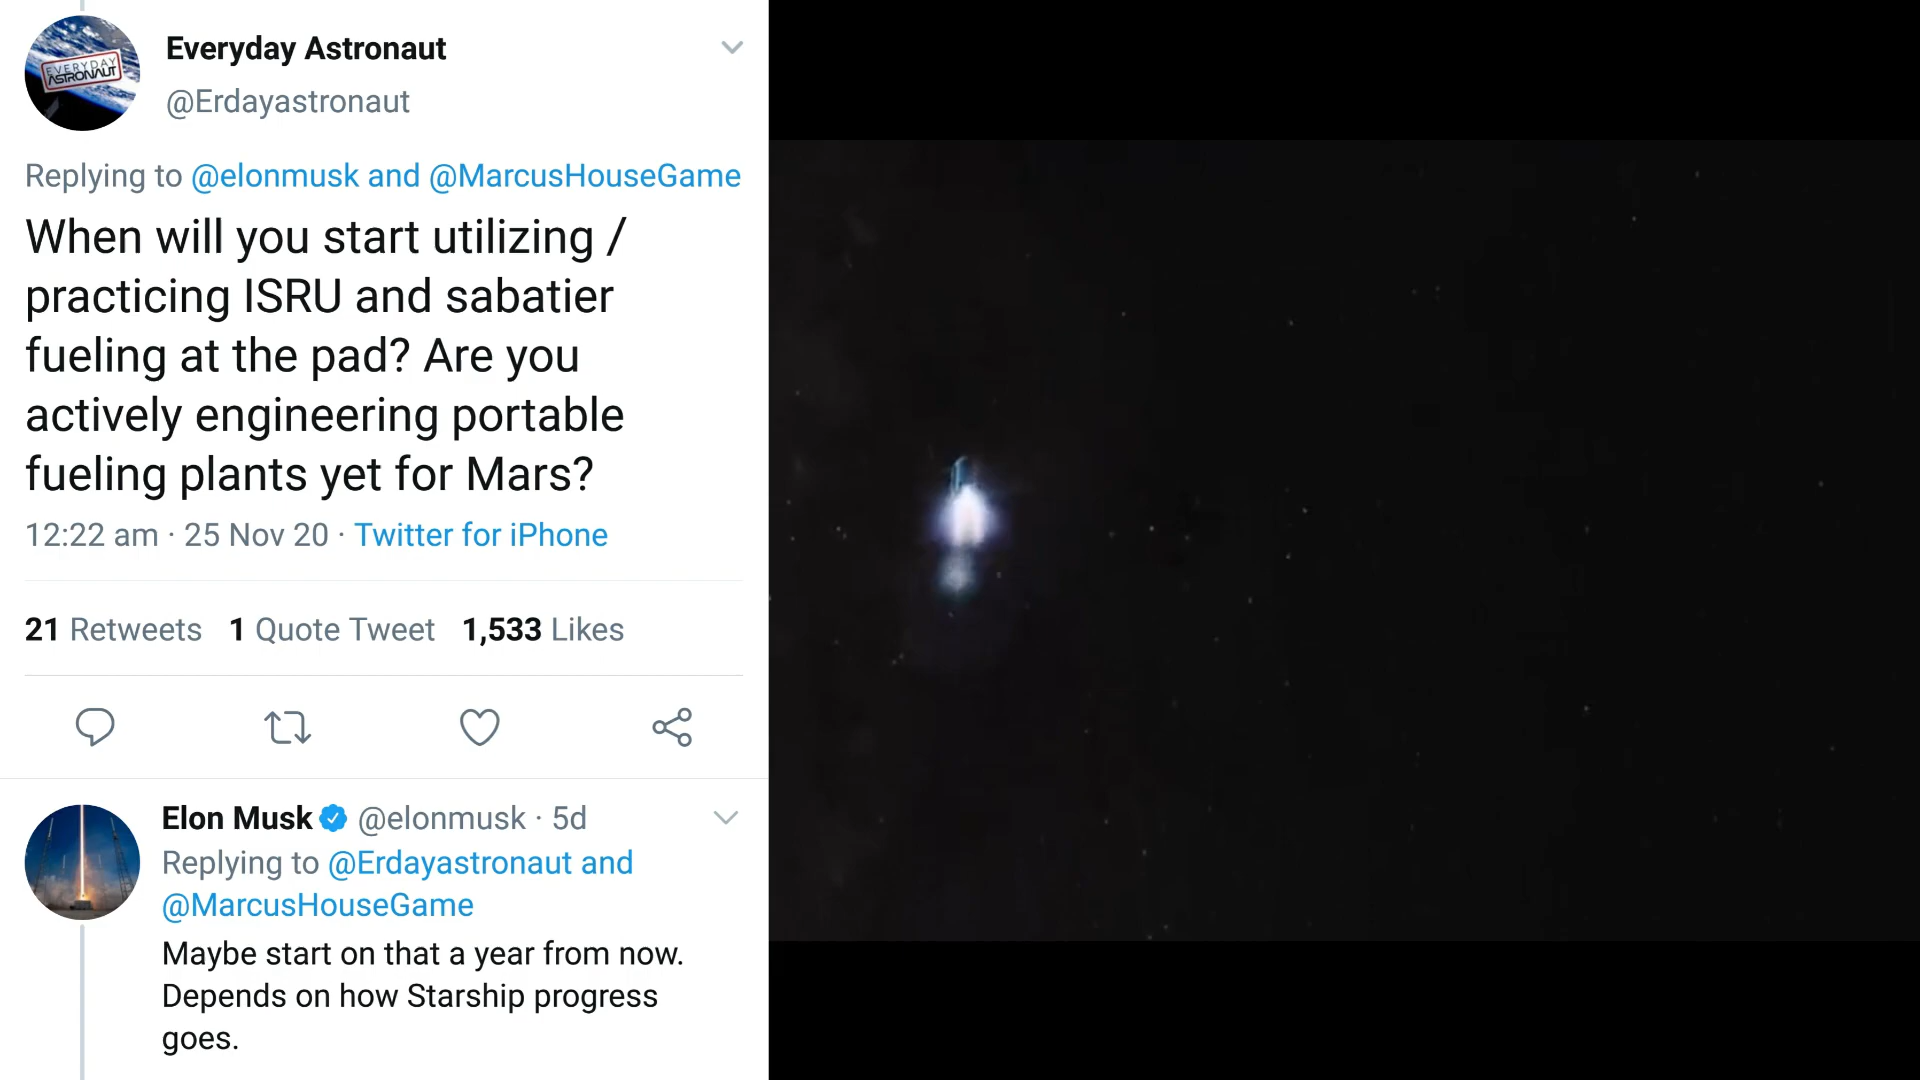 EVERYDAY
ASTRONAUT
Everyday Astronaut
@Erdayastronaut
Replying to @elonmusk and @MarcusHouseGame
When will you start utilizing /
practicing ISRU and sabatier
fueling at the pad? Are you
actively engineering portable
fueling plants yet for Mars?
12:22 am · 25 Nov 20 · Twitter for iPhone
21 Retweets 1 Quote Tweet 1,533 Likes
Elon Musk @elonmusk · 5d
Replying to @Erdayastronaut and
@MarcusHouseGame
Maybe start on that a year from now.
Depends on how Starship progress
goes.